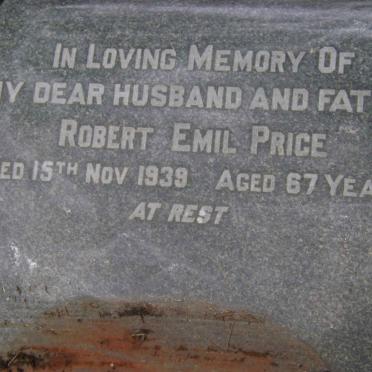 IN LOVING MEMORY OF
MY DEAR HUSBAND AND FAT
ROBERT EMIL PRICE
ED 15TH NOV 1939 AGED 67 YEA
AT REST